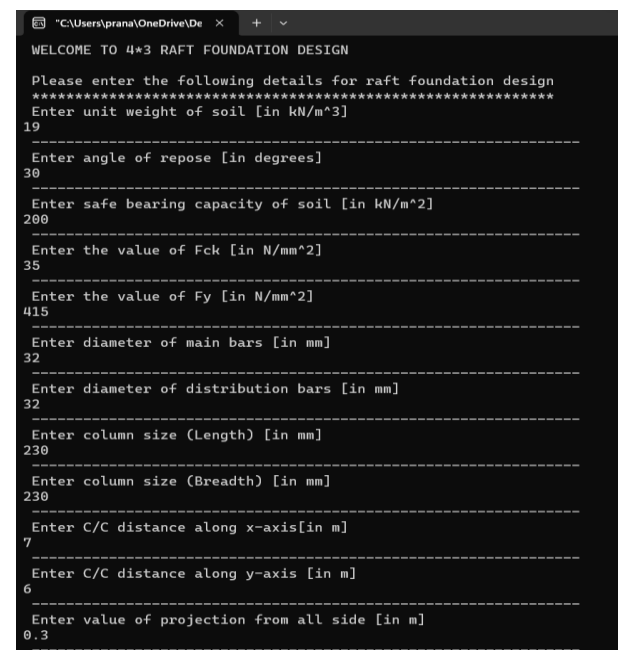 "C:\Users\prana\OneDrive\De
WELCOME TO 4*3 RAFT FOUNDATION DESIGN
Please enter the following details for raft foundation design
*************************************************************
Enter unit weight of soil [in kN/m^3]
19
----------------------------------------------------------------
Enter angle of repose [in degrees]
30
----------------------------------------------------------------
Enter safe bearing capacity of soil [in kN/m^2]
200
----------------------------------------------------------------
Enter the value of Fck [in N/mm^2]
35
----------------------------------------------------------------
Enter the value of Fy [in N/mm^2]
415
----------------------------------------------------------------
Enter diameter of main bars [in mm]
32
----------------------------------------------------------------
Enter diameter of distribution bars [in mm]
32
----------------------------------------------------------------
Enter column size (Length) [in mm]
230
----------------------------------------------------------------
Enter column size (Breadth) [in mm]
230
----------------------------------------------------------------
Enter C/C distance along x-axis[in m]
7
----------------------------------------------------------------
Enter C/C distance along y-axis [in m]
6
----------------------------------------------------------------
Enter value of projection from all side [in m]
0.3
----------------------------------------------------------------